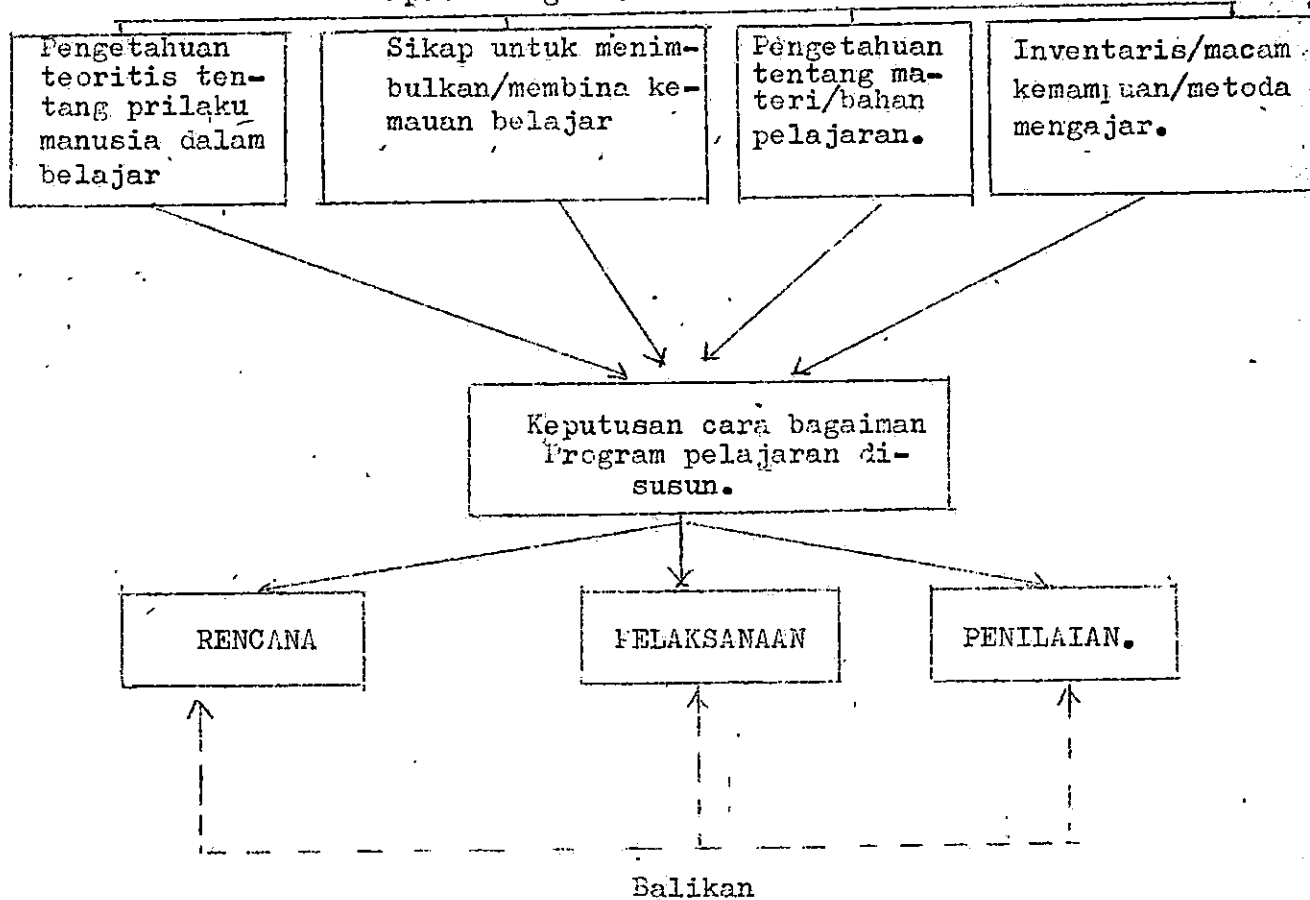 Pengetahuan
teoritis ten-
tang prilaku
manusia dalam
belajar
Sikap untuk menim-
bulkan/membina ke-
mauan belajar
Pengetahuan
tentang ma-
teri/bahan
pelajaran.
Inventaris/macam
kemampuan/metoda
mengajar.
Keputusan cara bagaiman
Program pelajaran di-
susun.
RENCANA
PELAKSANAAN
PENILAIAN.
Balikan